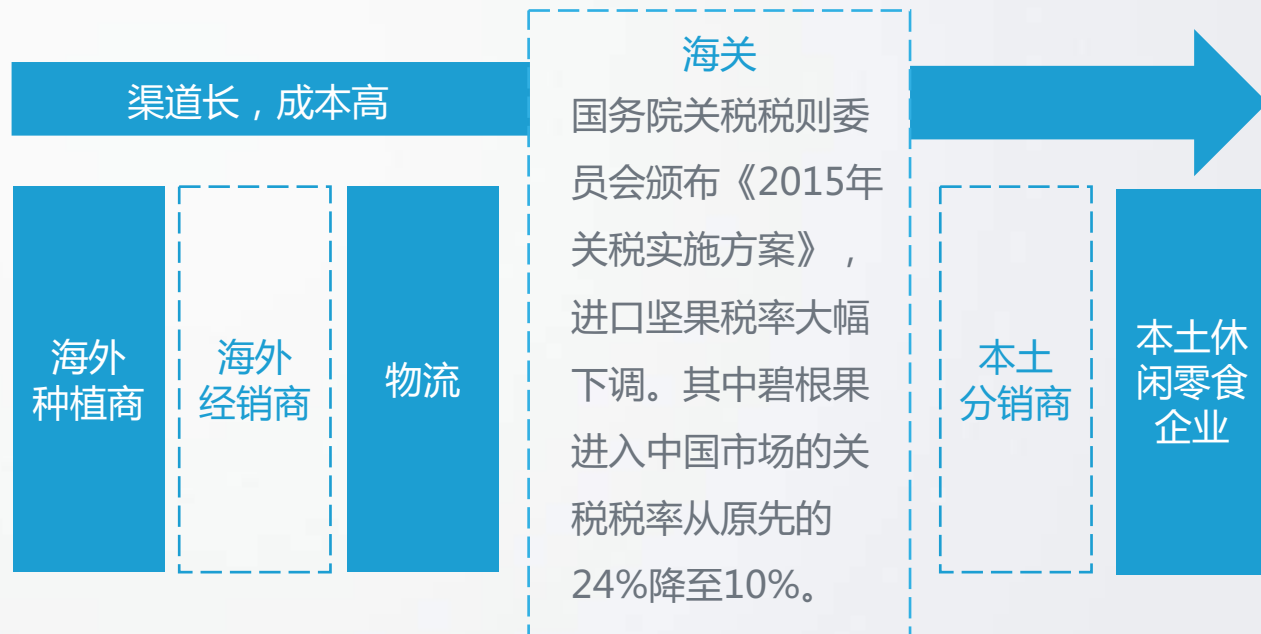 渠道长，成本高
海外
种植商
海外
经销商
物流
海关
国务院关税税则委
员会颁布《2015年
关税实施方案》，
进口坚果税率大幅
下调。其中碧根果
进入中国市场的关
税税率从原先的
24%降至10%。
本土
分销商
本土休
闲零食
企业